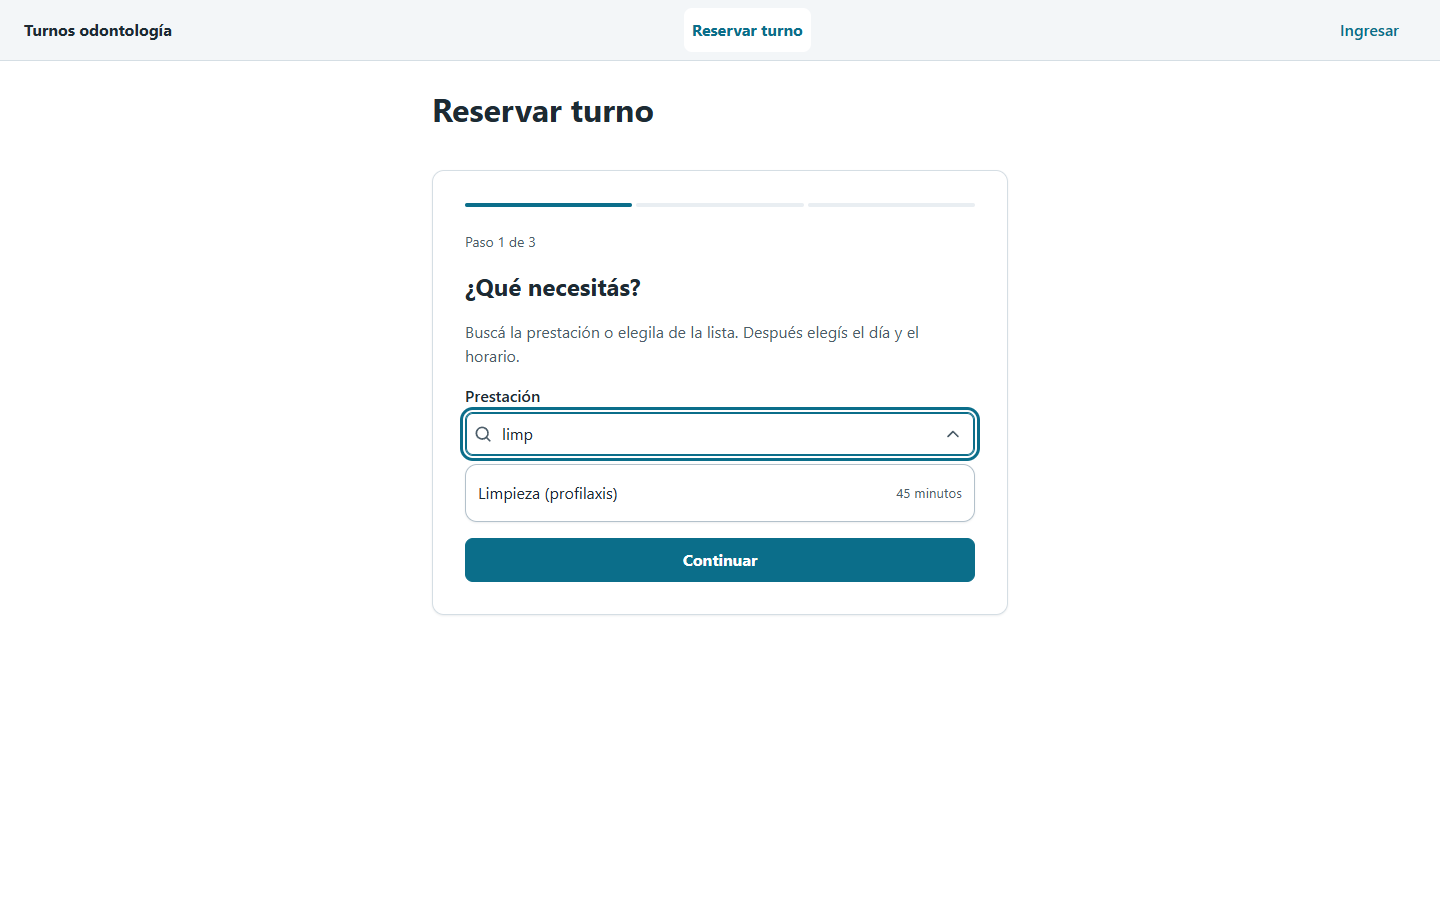 Turnos odontología
Reservar turno
Ingresar
Reservar turno
Paso 1 de 3
¿Qué necesitás?
Buscá la prestación o elegila de la lista. Después elegís el día y el
horario.
Prestación
limp
Limpieza (profilaxis) 45 minutos
Continuar